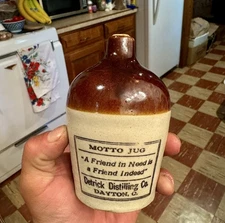 MOTTO JUG
"A Friend in Need is
a Friend Indeed"
Detrick Distilling Co.
DAYTON, O.